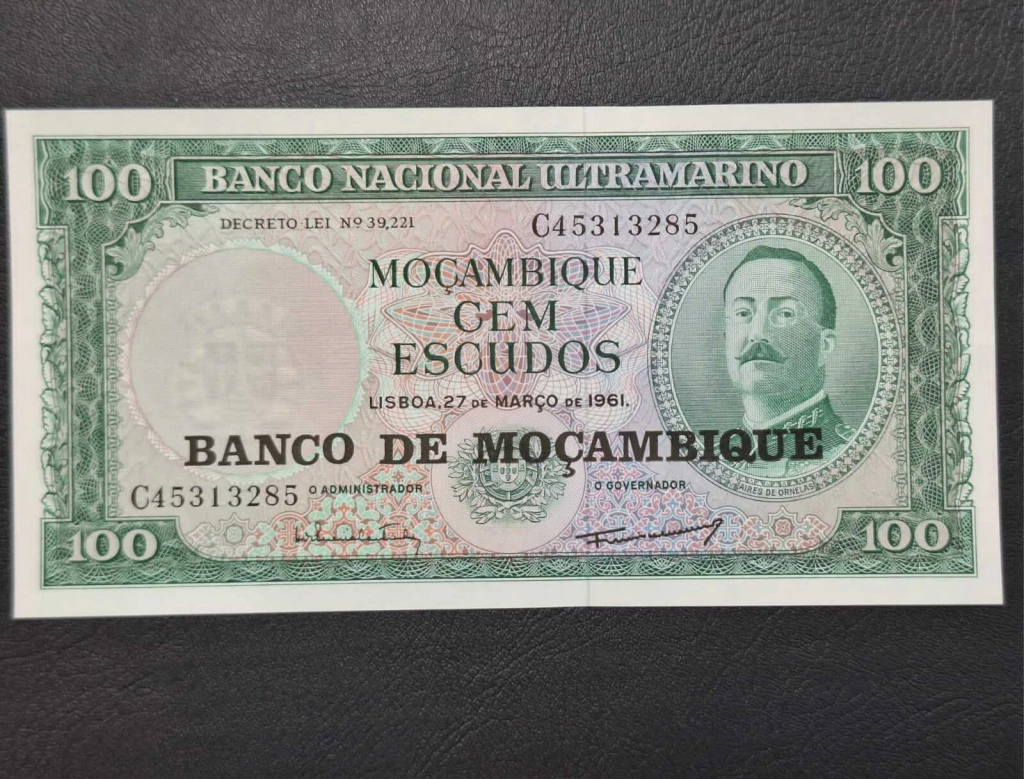 100 BANCO NACIONAL ULTRAMARINO 100
DECRETO-LEI Nº 39,221 C45313285
MOÇAMBIQUE
CEM
ESCUDOS
LISBOA, 27 DE MARÇO DE 1961.
BANCO DE MOÇAMBIQUE
C45313285 O ADMINISTRADOR O GOVERNADOR
AIRES DE ORNELAS
100 100